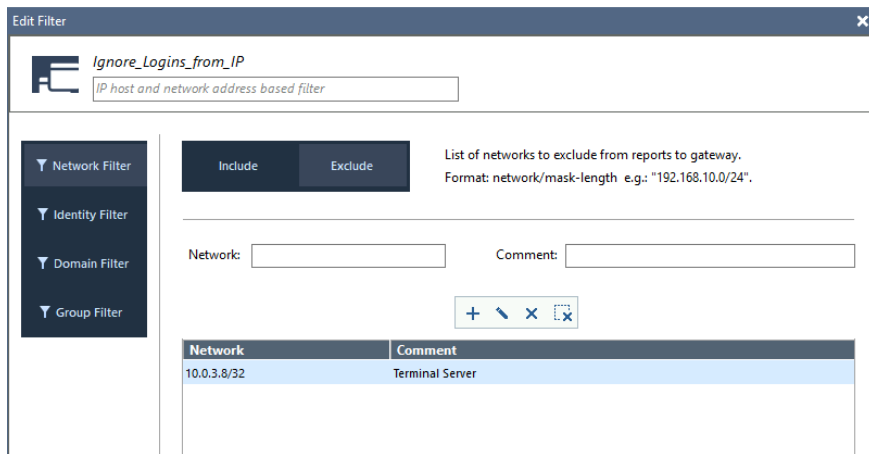 Edit Filter
Ignore_Logins_from_IP
IP host and network address based filter
Network Filter
Identity Filter
Domain Filter
Group Filter
Include Exclude
List of networks to exclude from reports to gateway.
Format: network/mask-length e.g.: "192.168.10.0/24".
Network: Comment:
Network Comment
10.0.3.8/32 Terminal Server